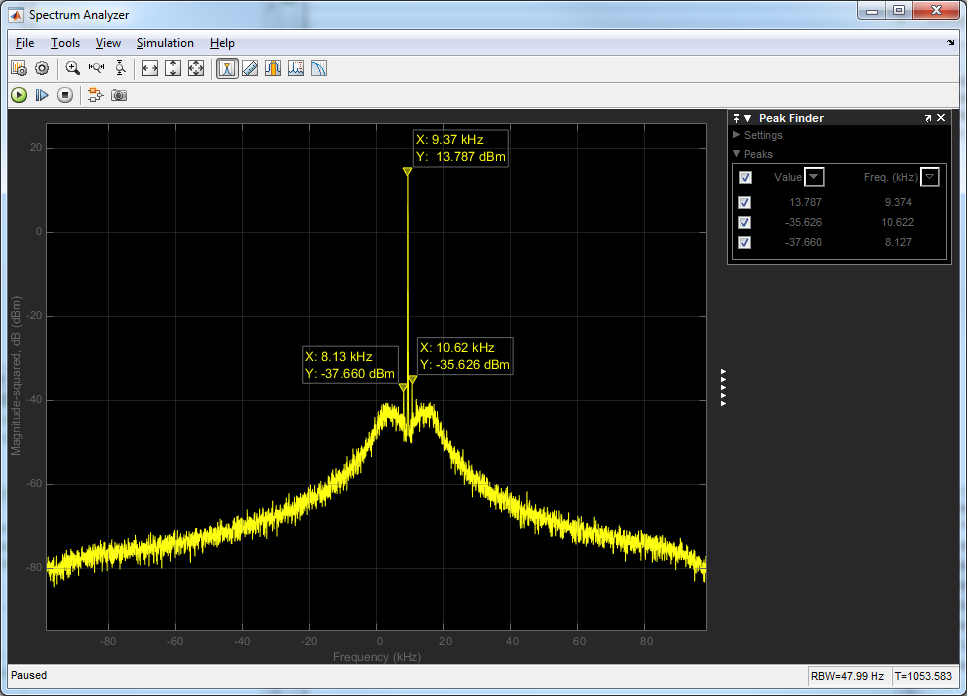 Spectrum Analyzer
File Tools View Simulation Help
Peak Finder
Settings
Peaks
Value Freq. (kHz)
13.787 9.374
-35.626 10.622
-37.660 8.127
X: 9.37 kHz
Y: 13.787 dBm
X: 8.13 kHz
Y: -37.660 dBm
X: 10.62 kHz
Y: -35.626 dBm
Magnitude-squared, dB (dBm)
20
0
-20
-40
-60
-80
-80 -60 -40 -20 0 20 40 60 80
Frequency (kHz)
Paused RBW=47.99 Hz T=1053.583